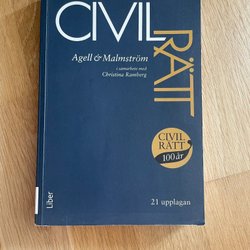 CIVIL
RÄTT
Agell & Malmström
i samarbete med
Christina Ramberg
CIVIL
RÄTT
100 år
21 upplagan
Liber